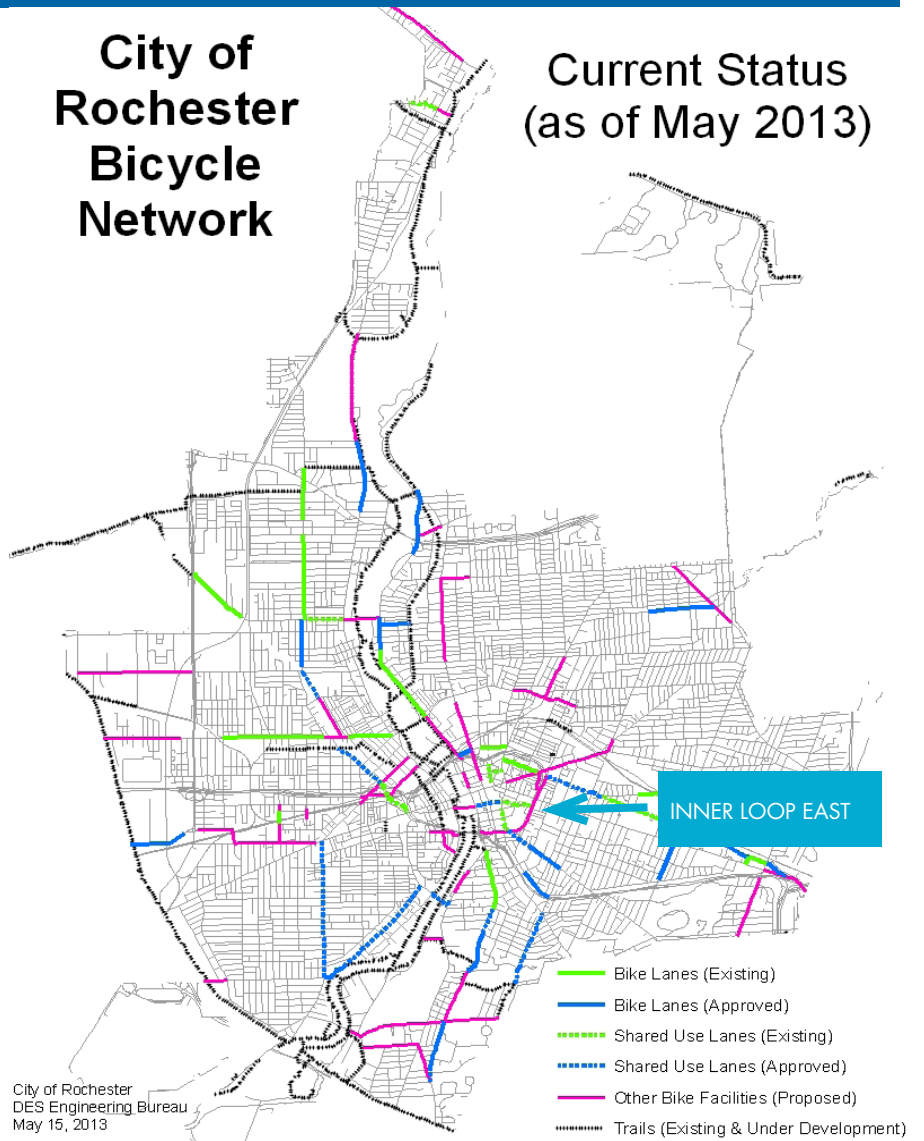 City of
Rochester
Bicycle
Network
Current Status
(as of May 2013)
INNER LOOP EAST
Bike Lanes (Existing)
Bike Lanes (Approved)
Shared Use Lanes (Existing)
Shared Use Lanes (Approved)
Other Bike Facilities (Proposed)
Trails (Existing & Under Development)
City of Rochester
DES Engineering Bureau
May 15, 2013